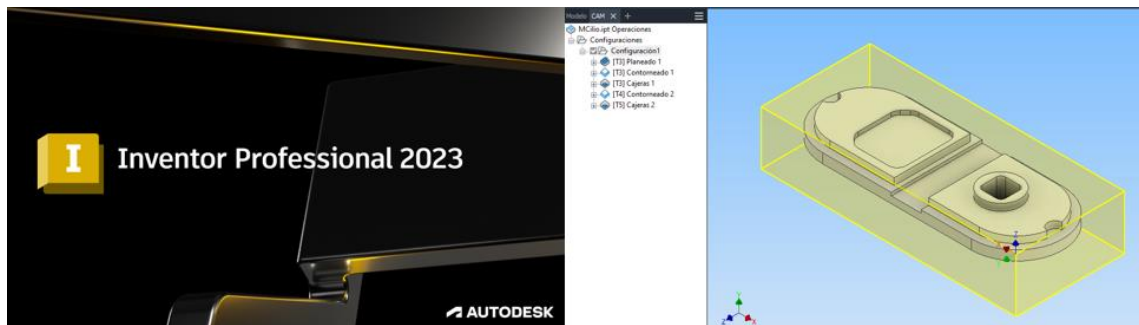 I Inventor Professional 2023
AUTODESK
Modelo CAM X +
MCilio.ipt Operaciones
Configuraciones
Configuración1
[T3] Planeado 1
[T3] Contorneado 1
[T3] Cajeras 1
[T4] Contorneado 2
[T5] Cajeras 2
Z
Y
Y
Z X